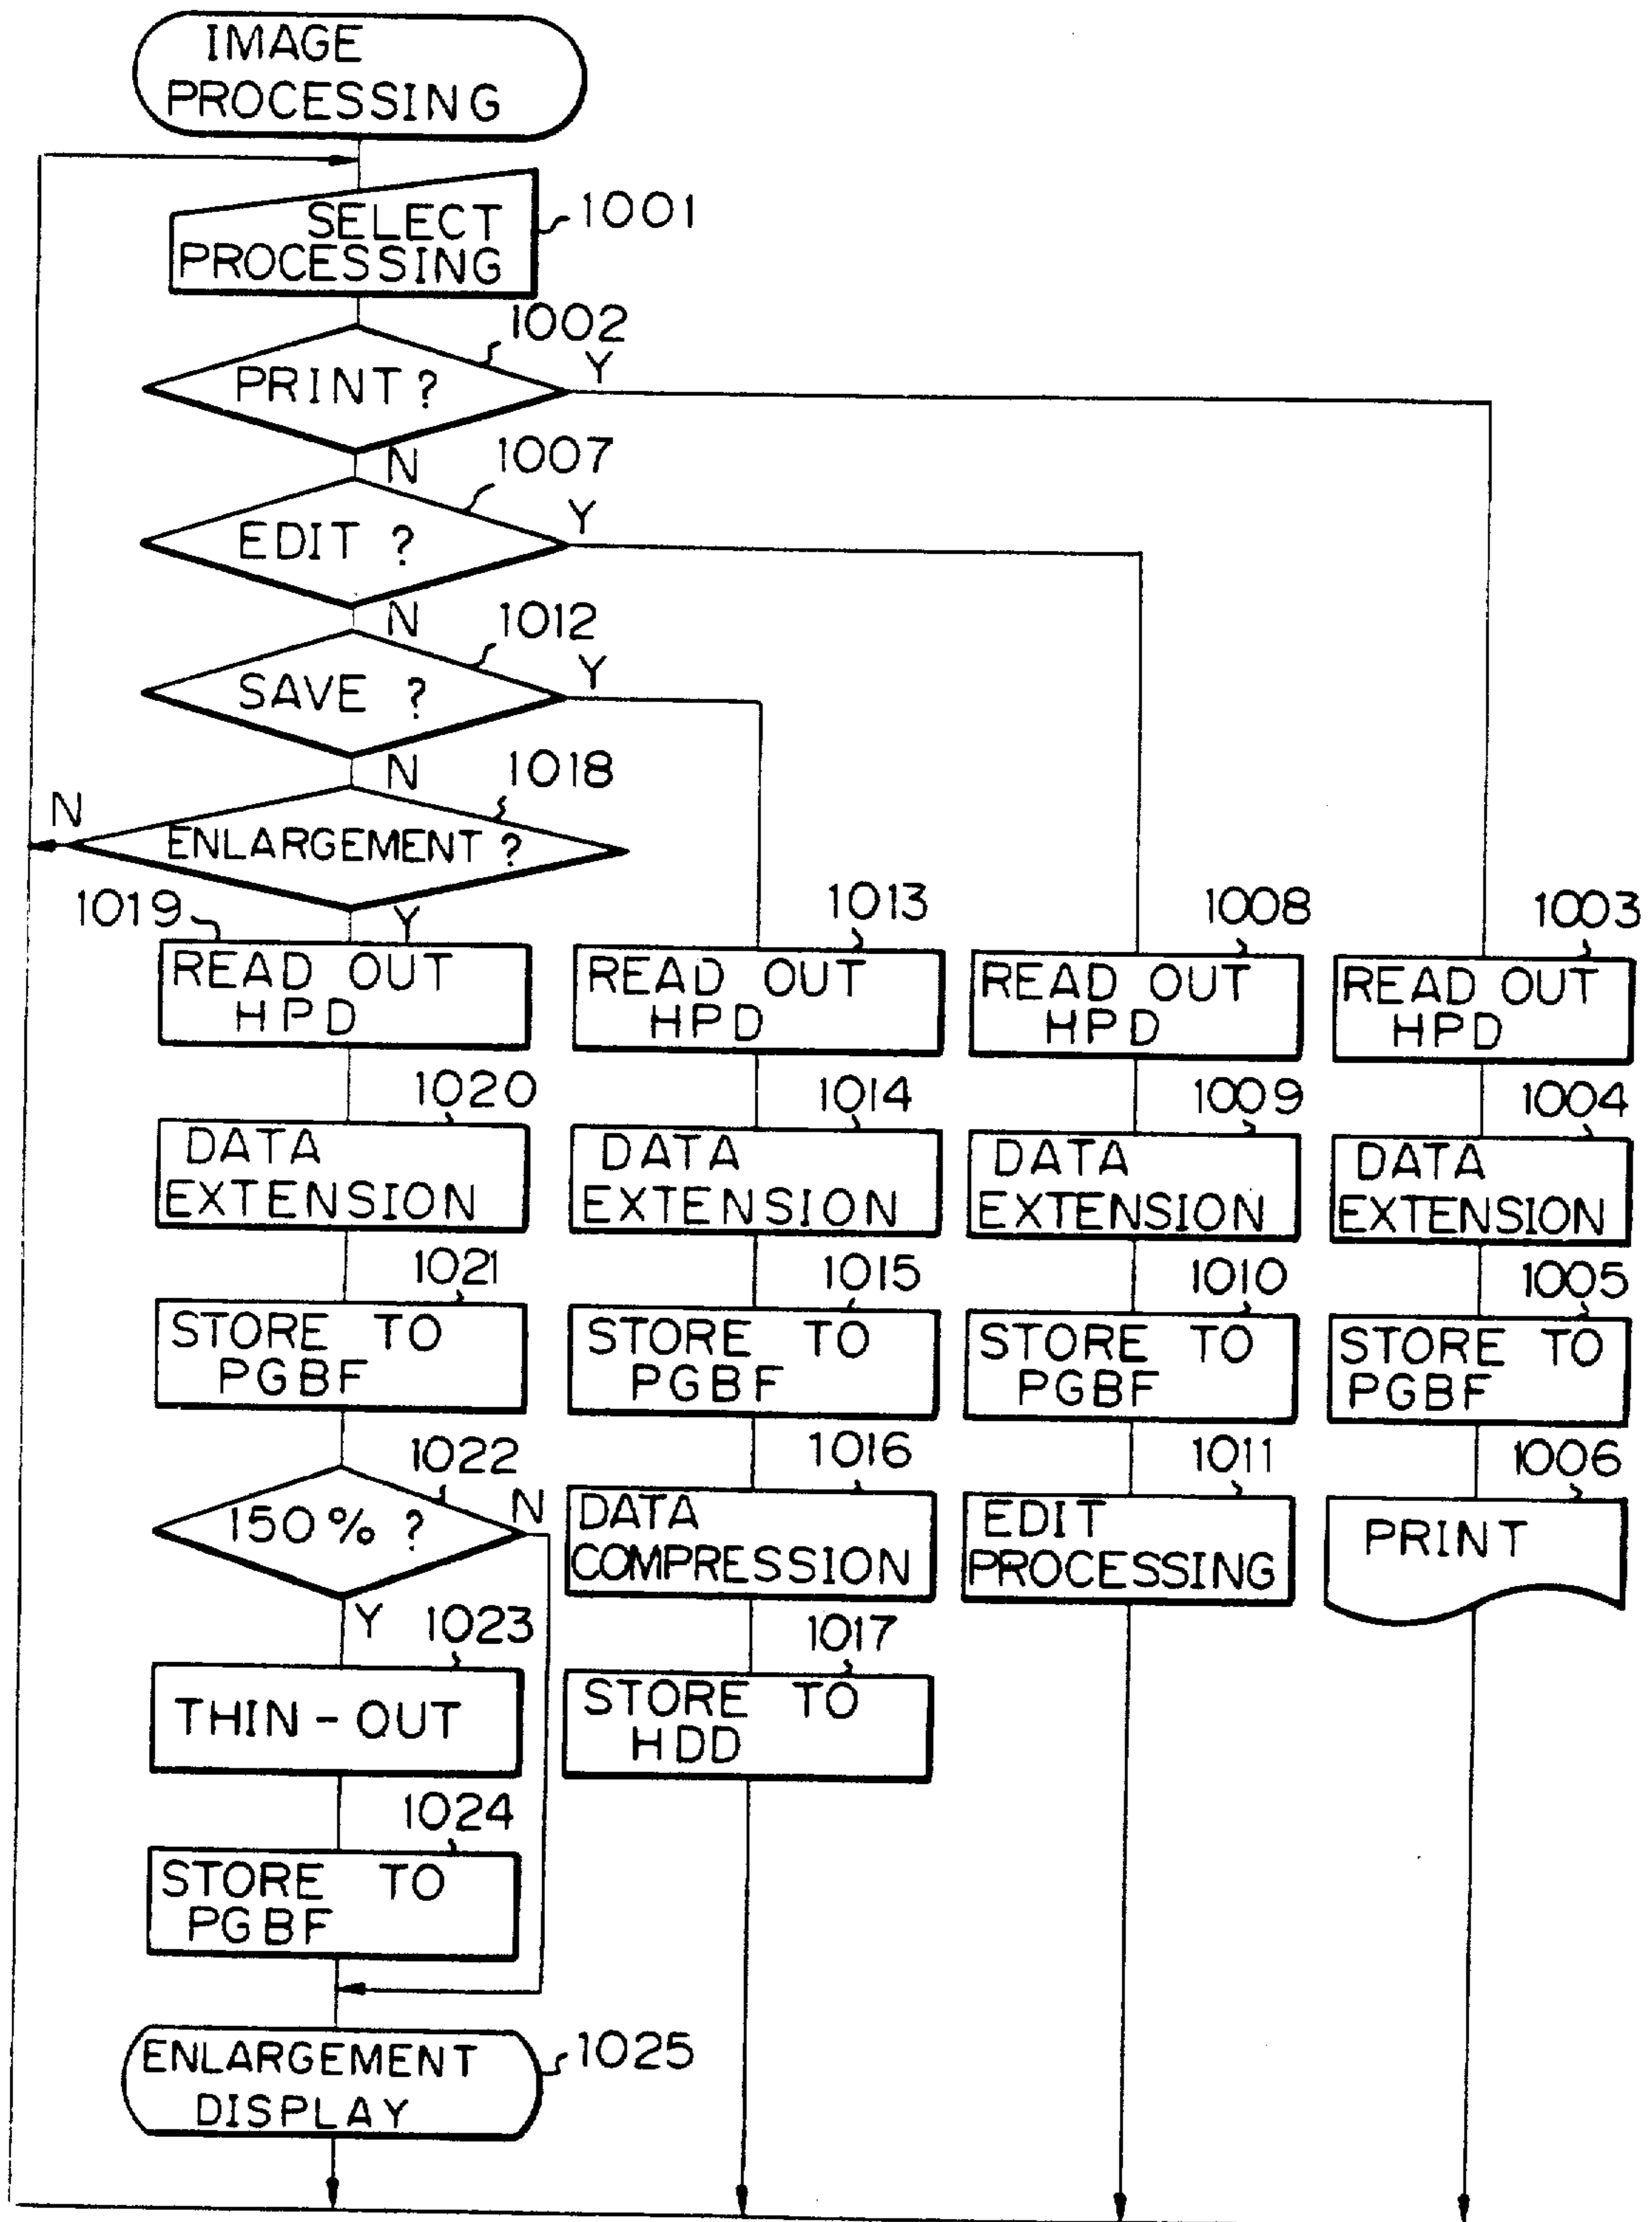 IMAGE
PROCESSING
SELECT
PROCESSING
1001
1002
PRINT?
Y
N
1007
EDIT ?
Y
N
1012
SAVE ?
Y
N
1018
ENLARGEMENT?
N
Y
1019
READ OUT
HPD
1020
DATA
EXTENSION
1021
STORE TO
PGBF
1022
150% ?
N
Y
1023
THIN-OUT
1024
STORE TO
PGBF
ENLARGEMENT
DISPLAY
1025
1013
READ OUT
HPD
1014
DATA
EXTENSION
1015
STORE TO
PGBF
1016
DATA
COMPRESSION
1017
STORE TO
HDD
1008
READ OUT
HPD
1009
DATA
EXTENSION
1010
STORE TO
PGBF
1011
EDIT
PROCESSING
1003
READ OUT
HPD
1004
DATA
EXTENSION
1005
STORE TO
PGBF
1006
PRINT